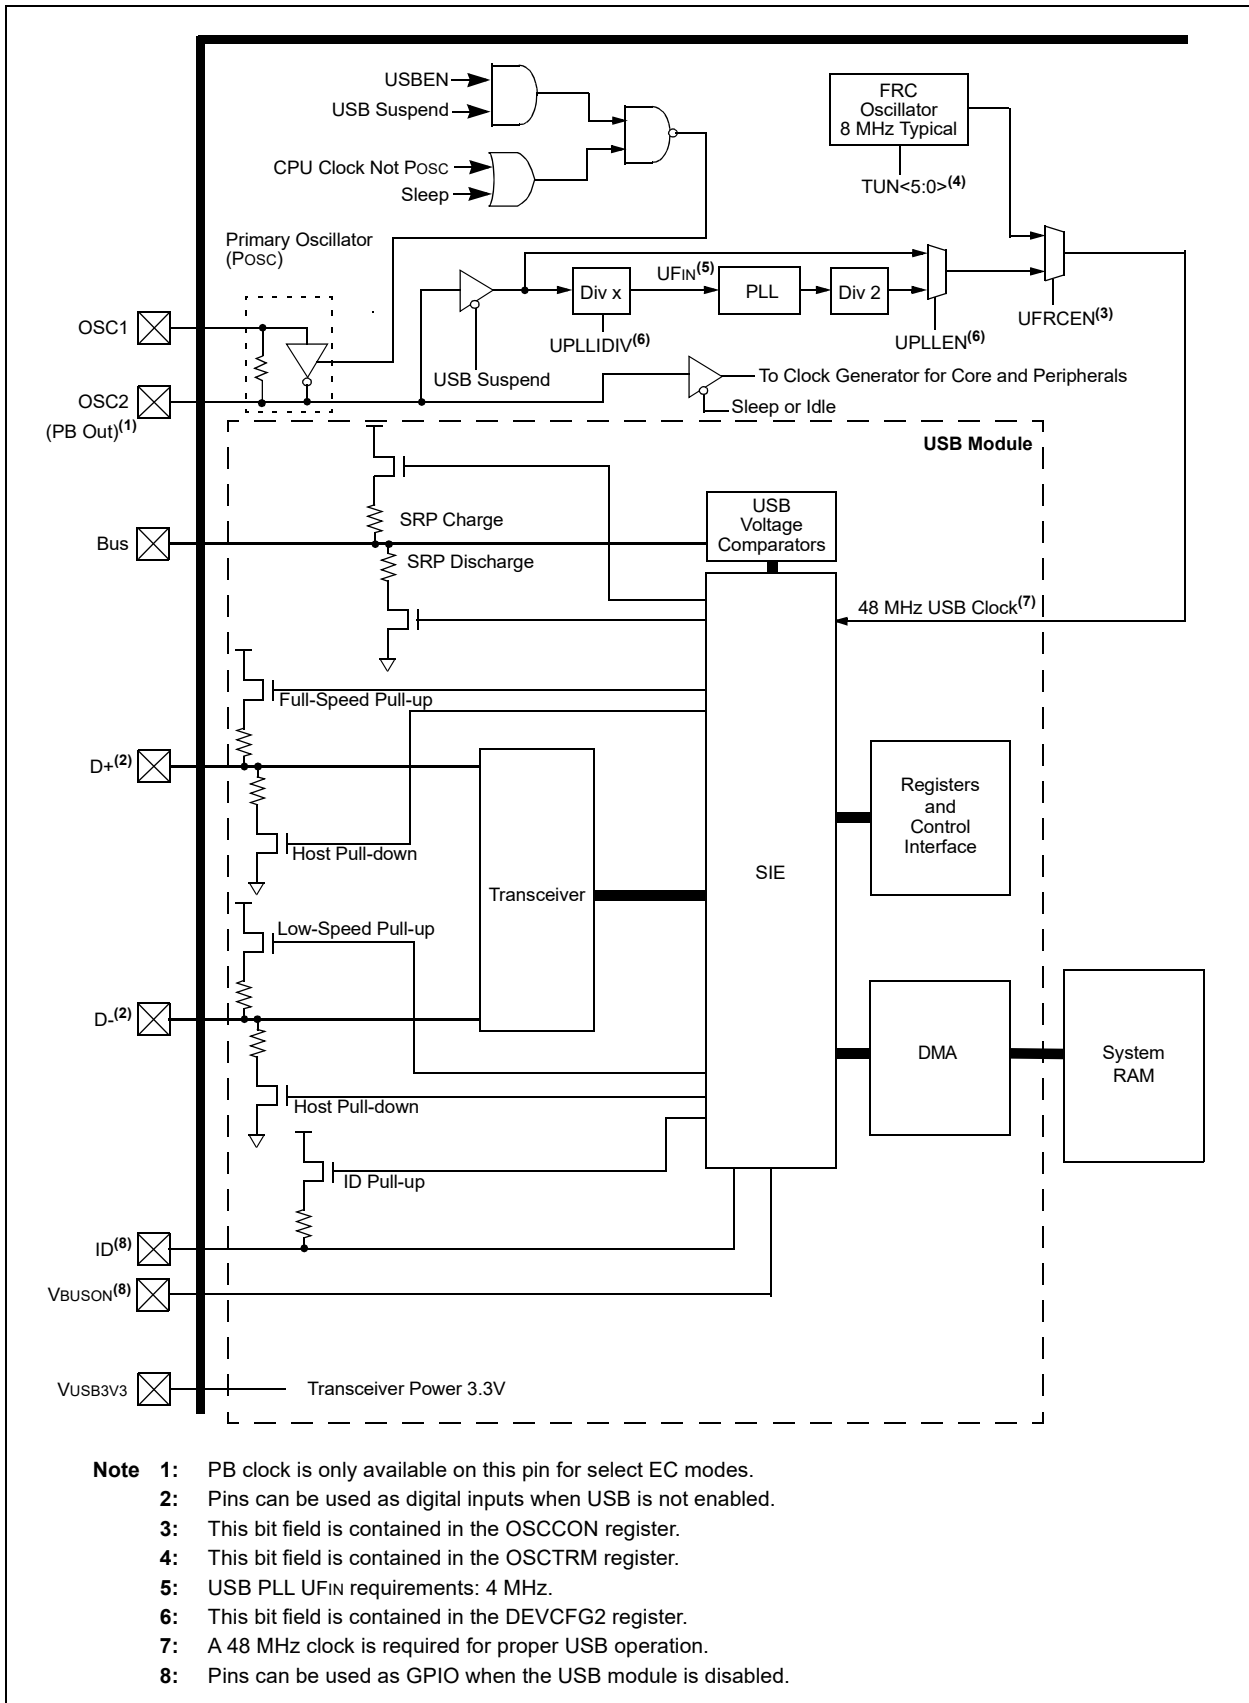 USBEN
USB Suspend
CPU Clock Not POSC
Sleep
FRC
Oscillator
8 MHz Typical
TUN<5:0>(4)
Primary Oscillator
(POSC)
UFIN(5)
Div x
PLL
Div 2
UPLLIDIV(6)
UPLLEN(6)
UFRCEN(3)
OSC1
USB Suspend
To Clock Generator for Core and Peripherals
OSC2
(PB Out)(1)
Sleep or Idle
USB Module
Bus
SRP Charge
SRP Discharge
USB
Voltage
Comparators
48 MHz USB Clock(7)
Full-Speed Pull-up
D+(2)
Host Pull-down
Registers
and
Control
Interface
SIE
Transceiver
Low-Speed Pull-up
D-(2)
Host Pull-down
DMA
System
RAM
ID Pull-up
ID(8)
VBUSON(8)
VUSB3V3
Transceiver Power 3.3V
Note 1: PB clock is only available on this pin for select EC modes.
2: Pins can be used as digital inputs when USB is not enabled.
3: This bit field is contained in the OSCCON register.
4: This bit field is contained in the OSCTRM register.
5: USB PLL UFIN requirements: 4 MHz.
6: This bit field is contained in the DEVCFG2 register.
7: A 48 MHz clock is required for proper USB operation.
8: Pins can be used as GPIO when the USB module is disabled.